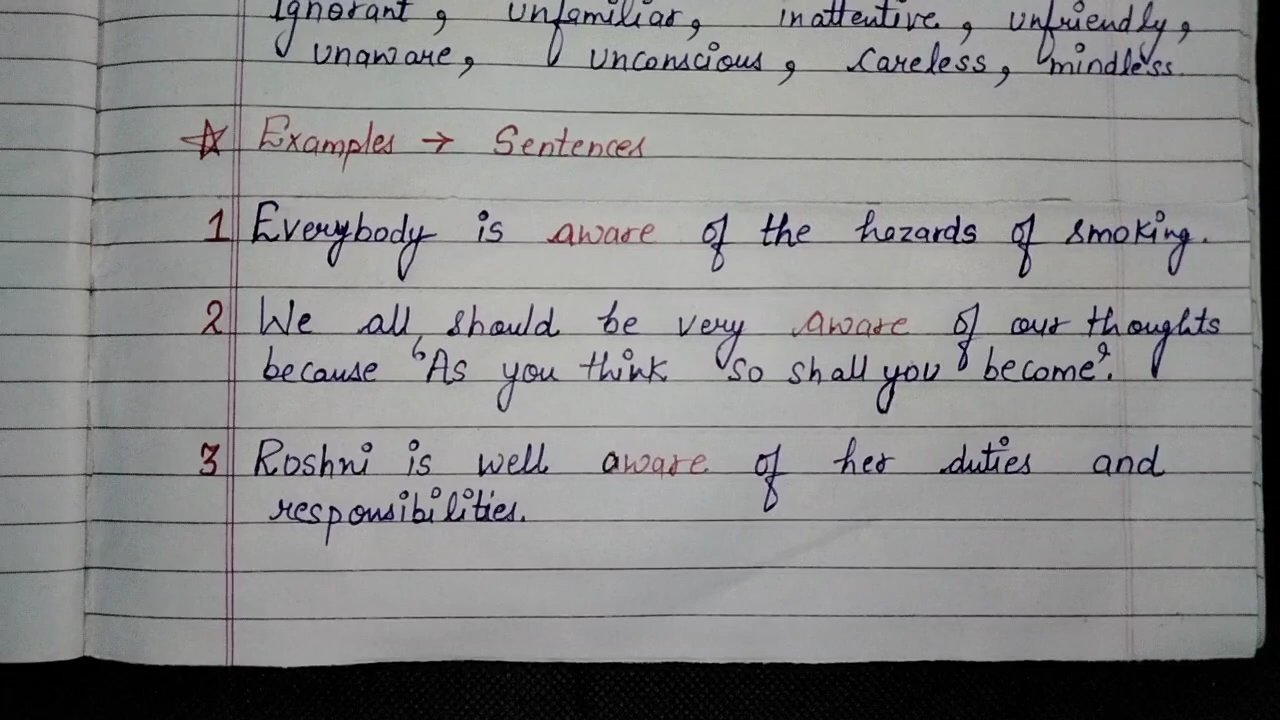 ignorant, unfamiliar, inattentive, unfriendly,
unaware, unconscious, careless, mindless.
☆ Examples → Sentences
1 Everybody is aware of the hazards of smoking.
2 We all, should be very aware of our thoughts
because ‘As you think so shall you become’.
3 Roshni is well aware of her duties and
responsibilities.